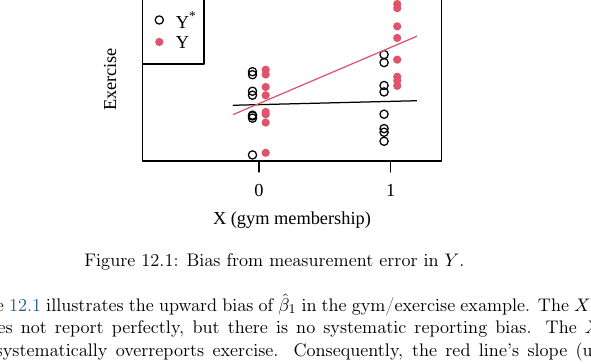 Y*
Y
Exercise
0 1
X (gym membership)
Figure 12.1: Bias from measurement error in Y.
12.1 illustrates the upward bias of β̂₁ in the gym/exercise example. The X
not report perfectly, but there is no systematic reporting bias. The
systematically overreports exercise. Consequently, the red line's slope